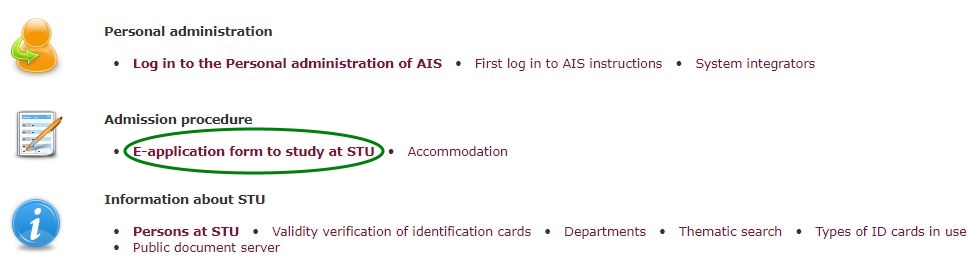 Personal administration
• Log in to the Personal administration of AIS • First log in to AIS instructions • System integrators
Admission procedure
• E-application form to study at STU • Accommodation
Information about STU
• Persons at STU • Validity verification of identification cards • Departments • Thematic search • Types of ID cards in use
• Public document server